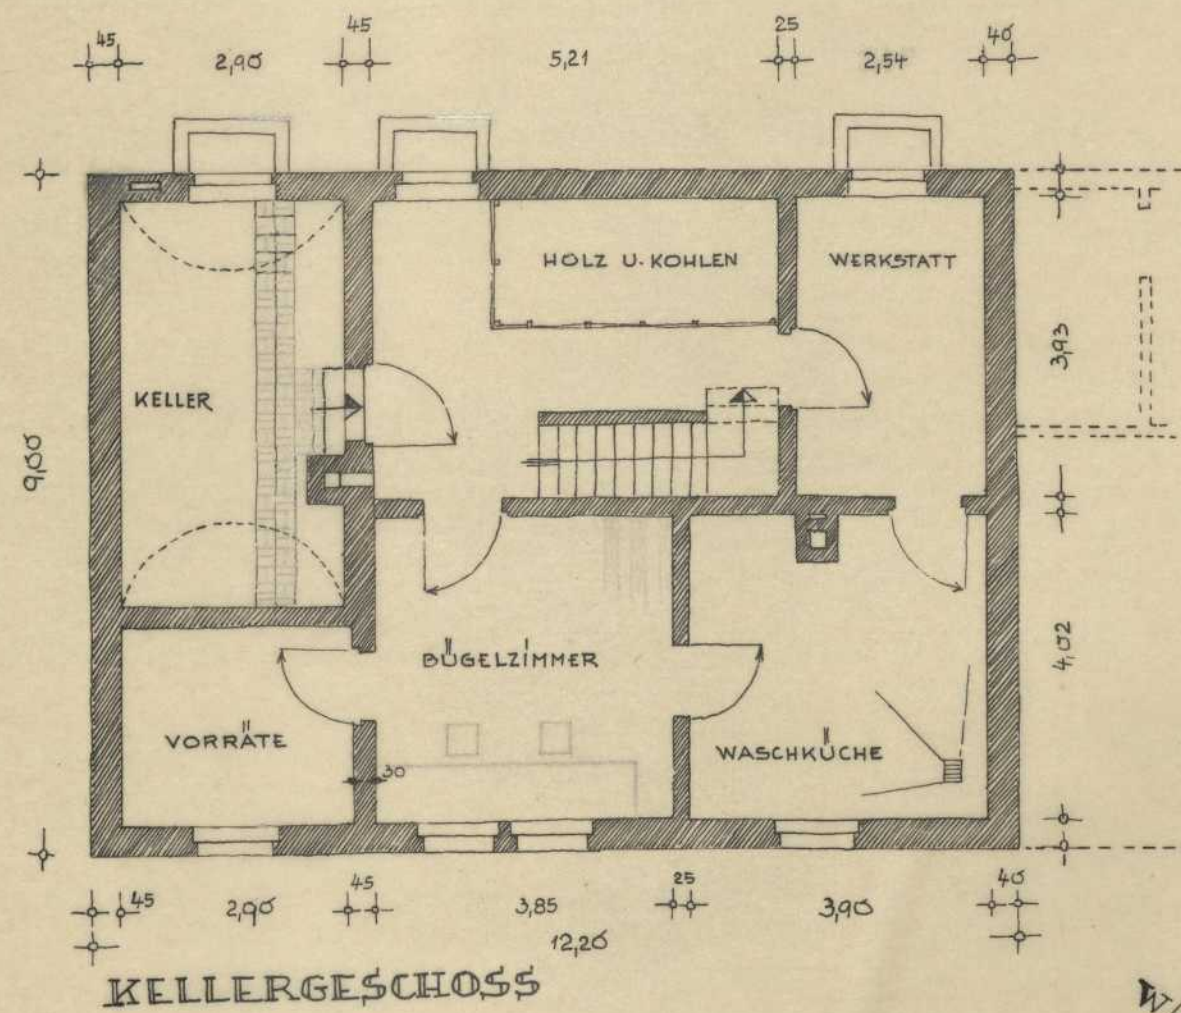 45 2,90 45 5,21 25 2,54 40
HOLZ U. KOHLEN
WERKSTATT
3,93
KELLER
9,00
4,02
BÜGELZIMMER
VORRÄTE
WASCHKÜCHE
30
45 2,90 45 3,85 25 3,90 40
12,20
KELLERGESCHOSS